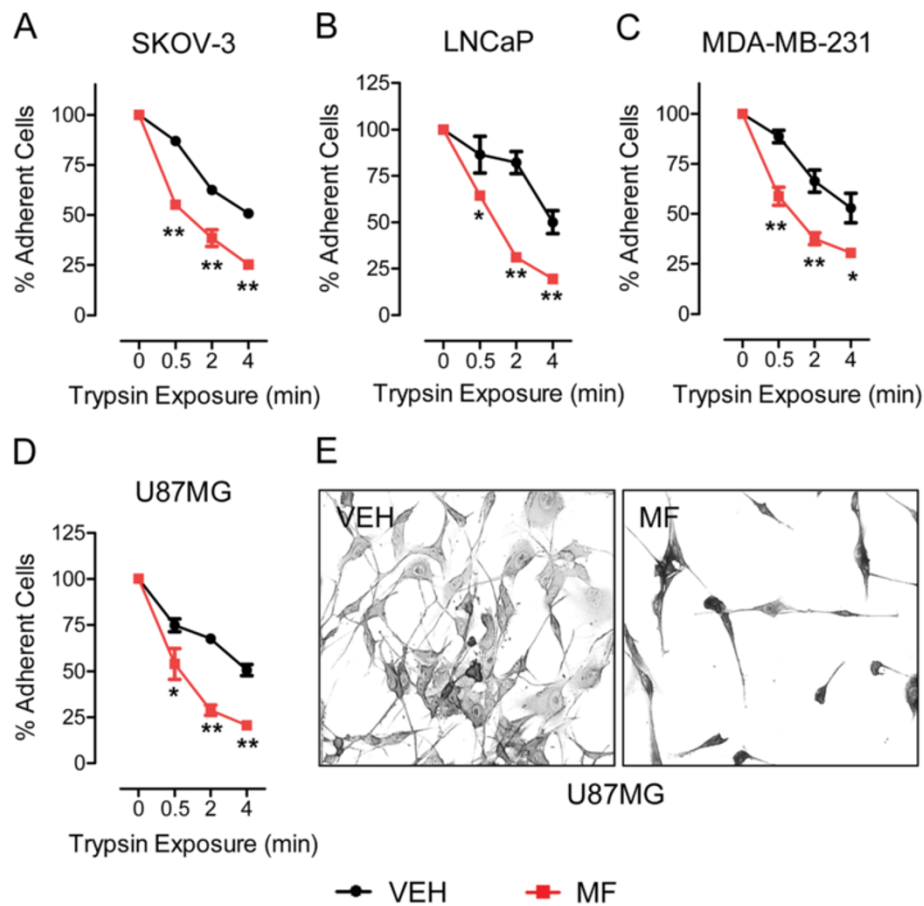 A
SKOV-3
% Adherent Cells
100
75
50
25
0
**
**
**
0 0.5 2 4
Trypsin Exposure (min)
B
LNCaP
% Adherent Cells
125
100
75
50
25
0
*
**
**
0 0.5 2 4
Trypsin Exposure (min)
C
MDA-MB-231
% Adherent Cells
100
75
50
25
0
**
**
*
0 0.5 2 4
Trypsin Exposure (min)
D
U87MG
% Adherent Cells
125
100
75
50
25
0
*
**
**
0 0.5 2 4
Trypsin Exposure (min)
E
VEH
MF
U87MG
VEH MF